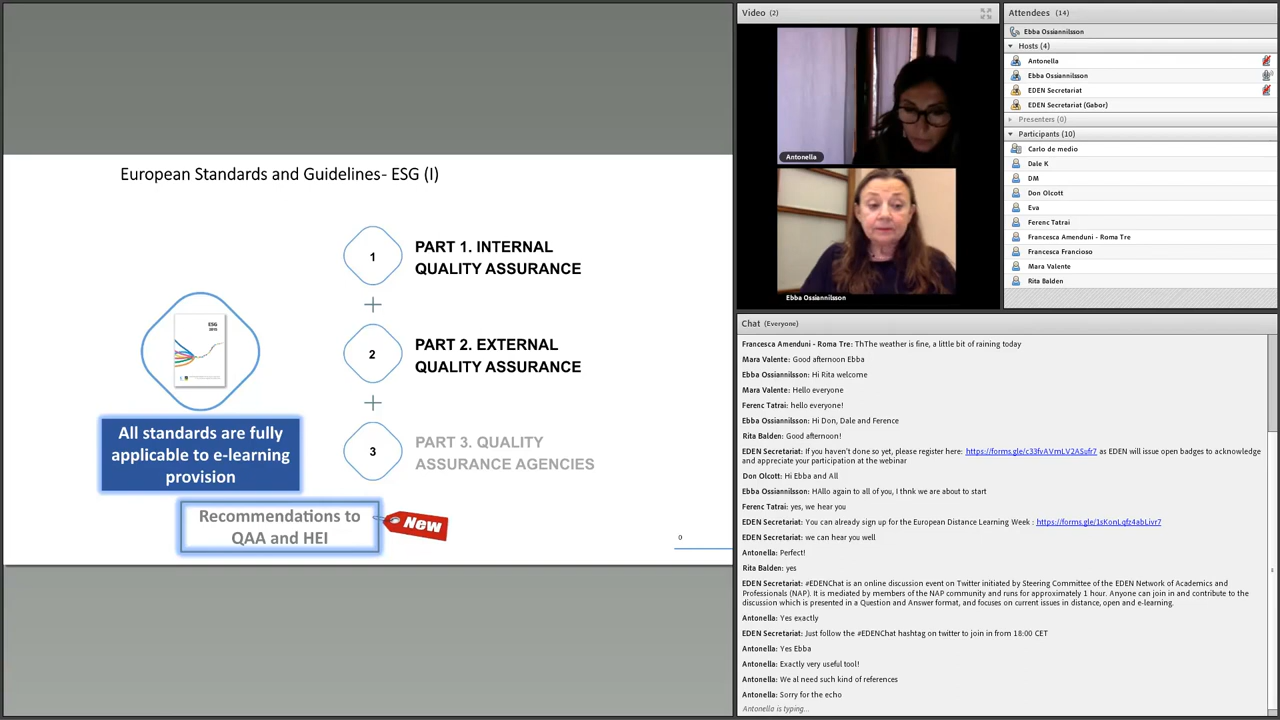 European Standards and Guidelines- ESG (I)
1
PART 1. INTERNAL
QUALITY ASSURANCE
2
PART 2. EXTERNAL
QUALITY ASSURANCE
3
PART 3. QUALITY
ASSURANCE AGENCIES
ESG
2015
All standards are fully
applicable to e-learning
provision
Recommendations to
QAA and HEI
New
0
Video (2)
Antonella
Ebba Ossiannilsson
Attendees (14)
Ebba Ossiannilsson
Hosts (4)
Antonella
Ebba Ossiannilsson
EDEN Secretariat
EDEN Secretariat (Gabor)
Presenters (0)
Participants (10)
Carlo de medio
Dale K
DM
Don Olcott
Eva
Ferenc Tatrai
Francesca Amenduni - Roma Tre
Francesca Francioso
Mara Valente
Rita Balden
Chat (Everyone)
Francesca Amenduni - Roma Tre: ThThe weather is fine, a little bit of raining today
Mara Valente: Good afternoon Ebba
Ebba Ossiannilsson: Hi Rita welcome
Mara Valente: Hello everyone
Ferenc Tatrai: hello everyone!
Ebba Ossiannilsson: Hi Don, Dale and Ference
Rita Balden: Good afternoon!
EDEN Secretariat: If you haven't done so yet, please register here: https://forms.gle/c33fvAVmLV2ASufr7 as EDEN will issue open badges to acknowledge
and appreciate your participation at the webinar
Don Olcott: Hi Ebba and All
Ebba Ossiannilsson: HAllo again to all of you, I thnk we are about to start
Ferenc Tatrai: yes, we hear you
EDEN Secretariat: You can already sign up for the European Distance Learning Week : https://forms.gle/1sKonLqfz4abLivr7
EDEN Secretariat: we can hear you well
Antonella: Perfect!
Rita Balden: yes
EDEN Secretariat: #EDENChat is an online discussion event on Twitter initiated by Steering Committee of the EDEN Network of Academics and
Professionals (NAP). It is mediated by members of the NAP community and runs for approximately 1 hour. Anyone can join in and contribute to the
discussion which is presented in a Question and Answer format, and focuses on current issues in distance, open and e-learning.
Antonella: Yes exactly
EDEN Secretariat: Just follow the #EDENChat hashtag on twitter to join in from 18:00 CET
Antonella: Yes Ebba
Antonella: Exactly very useful tool!
Antonella: We al need such kind of references
Antonella: Sorry for the echo
Antonella is typing...